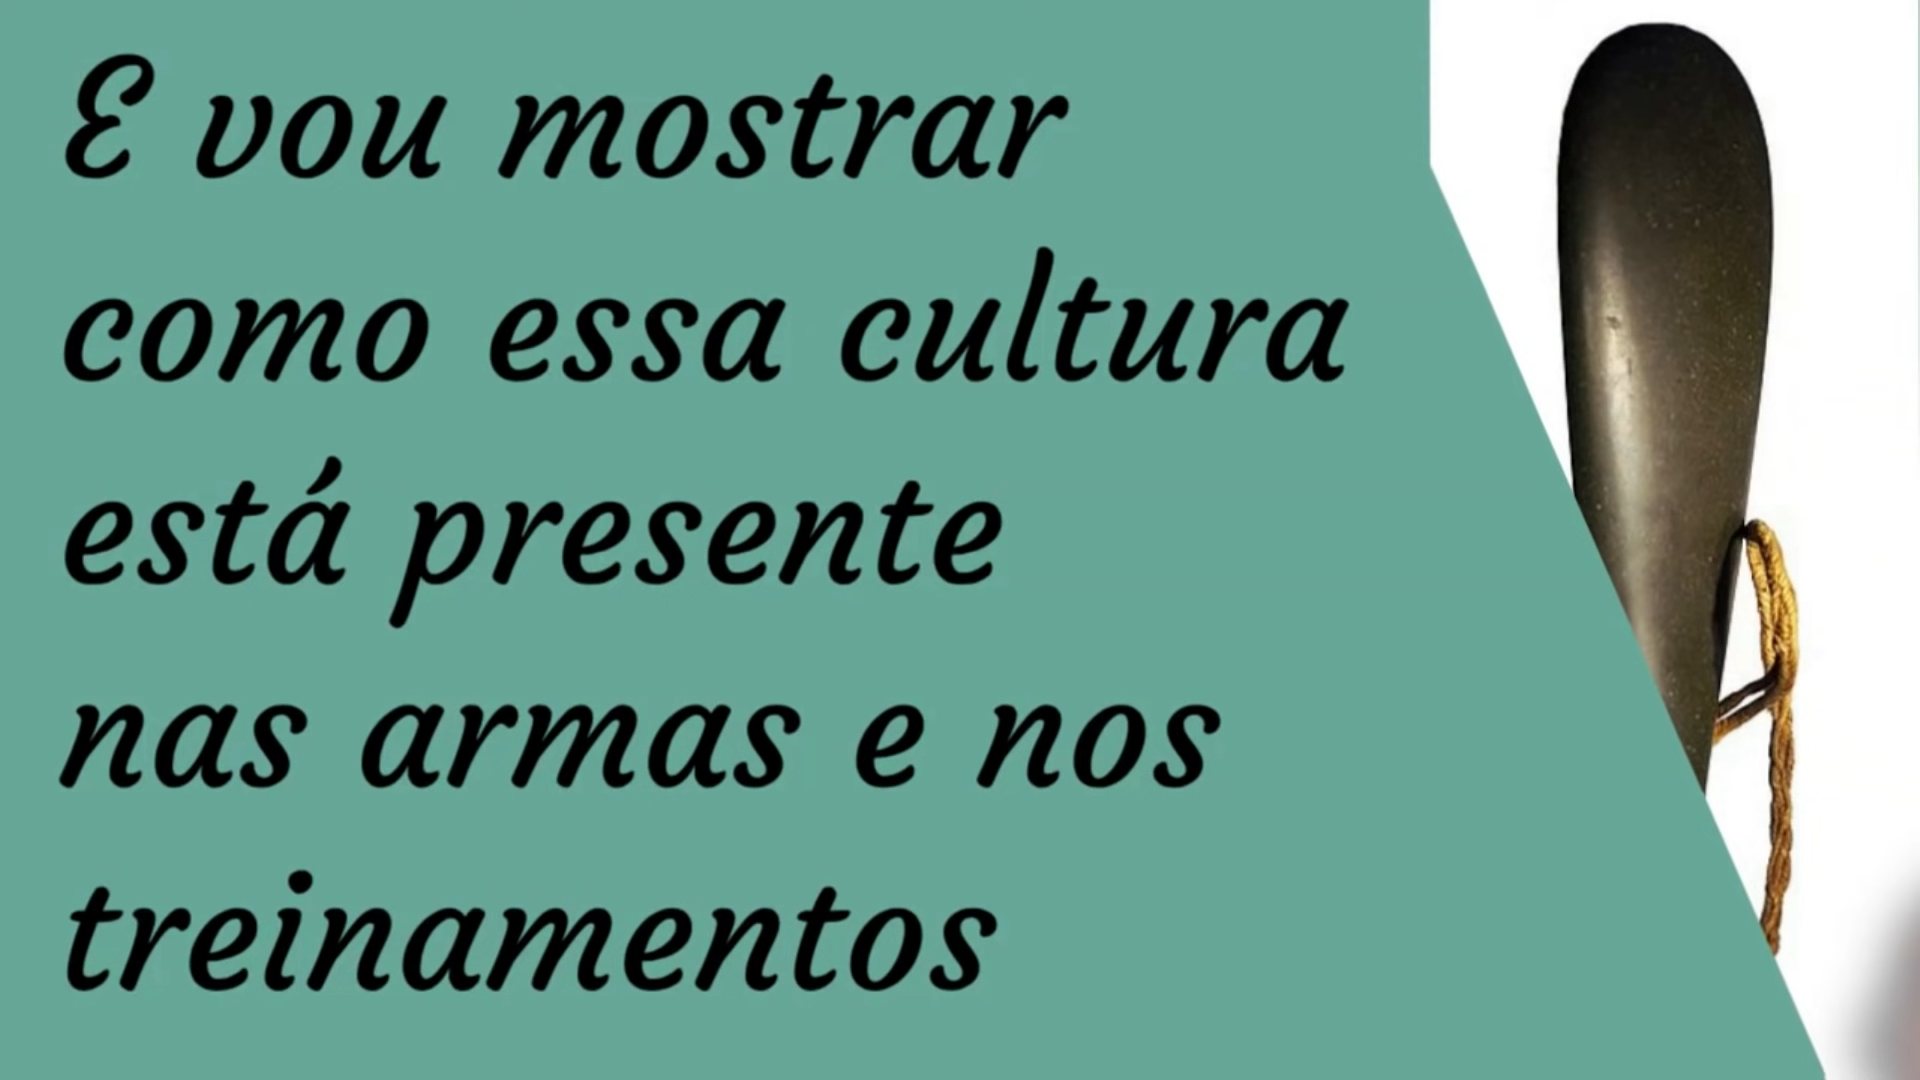 E vou mostrar
como essa cultura
está presente
nas armas e nos
treinamentos